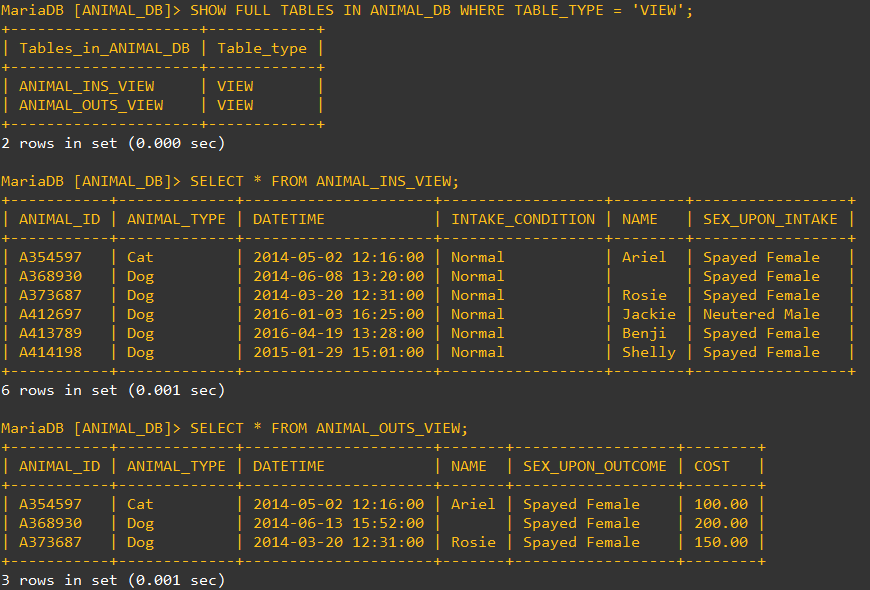 MariaDB [ANIMAL_DB]> SHOW FULL TABLES IN ANIMAL_DB WHERE TABLE_TYPE = 'VIEW';
+---------------------+------------+
| Tables_in_ANIMAL_DB | Table_type |
+---------------------+------------+
| ANIMAL_INS_VIEW     | VIEW       |
| ANIMAL_OUTS_VIEW    | VIEW       |
+---------------------+------------+
2 rows in set (0.000 sec)
MariaDB [ANIMAL_DB]> SELECT * FROM ANIMAL_INS_VIEW;
+-----------+-------------+---------------------+------------------+--------+-----------------+
| ANIMAL_ID | ANIMAL_TYPE | DATETIME            | INTAKE_CONDITION | NAME   | SEX_UPON_INTAKE |
+-----------+-------------+---------------------+------------------+--------+-----------------+
| A354597   | Cat         | 2014-05-02 12:16:00 | Normal           | Ariel  | Spayed Female   |
| A368930   | Dog         | 2014-06-08 13:20:00 | Normal           |        | Spayed Female   |
| A373687   | Dog         | 2014-03-20 12:31:00 | Normal           | Rosie  | Spayed Female   |
| A412697   | Dog         | 2016-01-03 16:25:00 | Normal           | Jackie | Neutered Male   |
| A413789   | Dog         | 2016-04-19 13:28:00 | Normal           | Benji  | Spayed Female   |
| A414198   | Dog         | 2015-01-29 15:01:00 | Normal           | Shelly | Spayed Female   |
+-----------+-------------+---------------------+------------------+--------+-----------------+
6 rows in set (0.001 sec)
MariaDB [ANIMAL_DB]> SELECT * FROM ANIMAL_OUTS_VIEW;
+-----------+-------------+---------------------+-------+------------------+--------+
| ANIMAL_ID | ANIMAL_TYPE | DATETIME            | NAME  | SEX_UPON_OUTCOME | COST   |
+-----------+-------------+---------------------+-------+------------------+--------+
| A354597   | Cat         | 2014-05-02 12:16:00 | Ariel | Spayed Female    | 100.00 |
| A368930   | Dog         | 2014-06-13 15:52:00 |       | Spayed Female    | 200.00 |
| A373687   | Dog         | 2014-03-20 12:31:00 | Rosie | Spayed Female    | 150.00 |
+-----------+-------------+---------------------+-------+------------------+--------+
3 rows in set (0.001 sec)